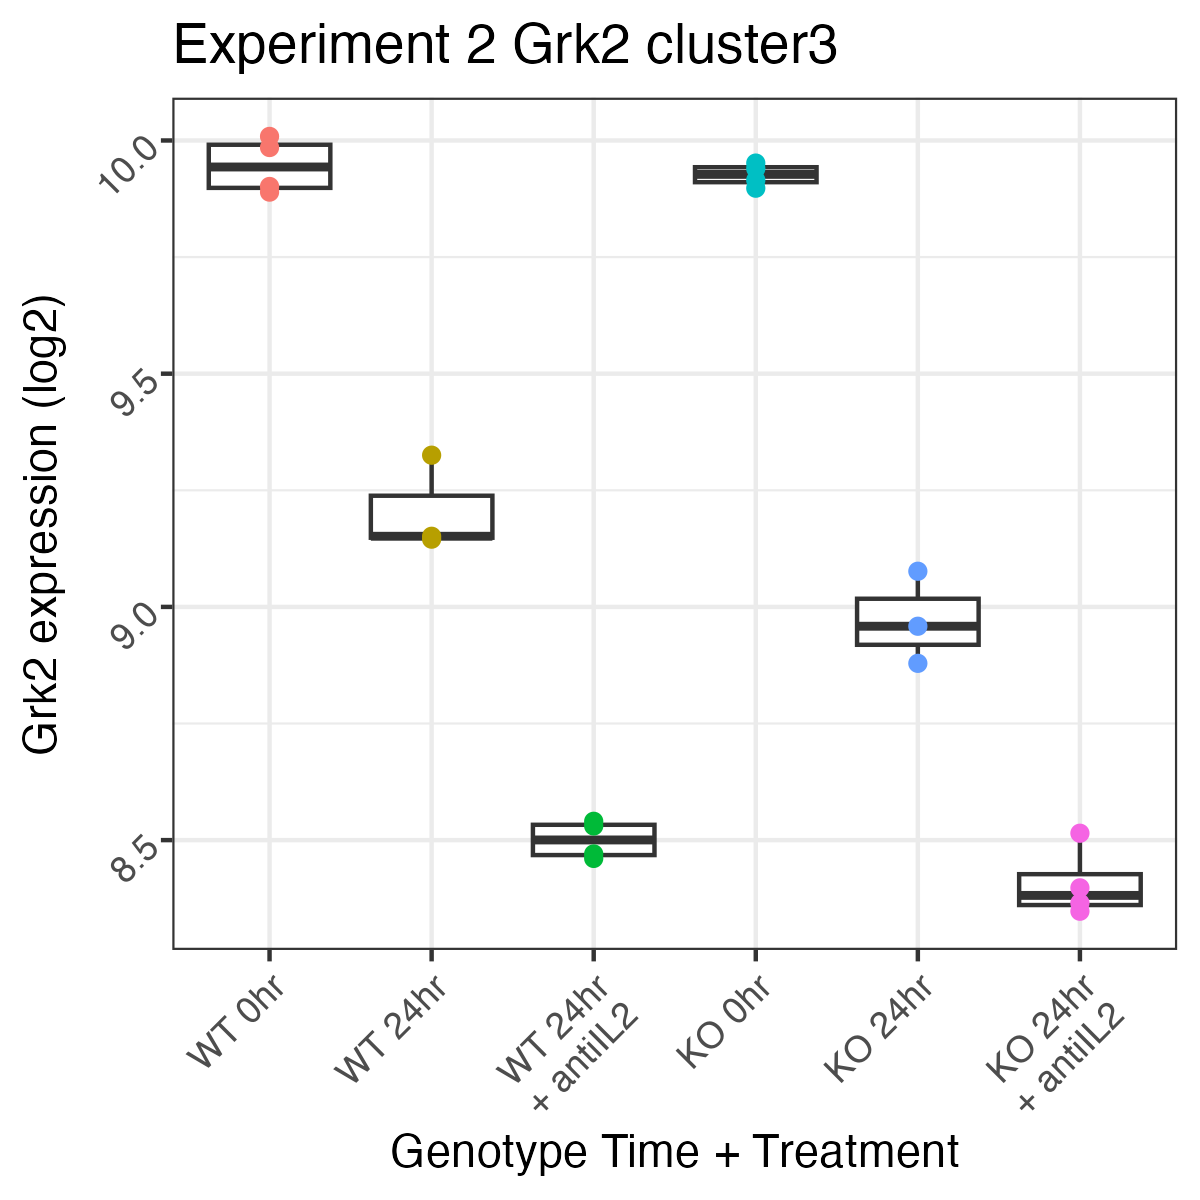 Experiment 2 Grk2 cluster3
Grk2 expression (log2)
10.0
9.5
9.0
8.5
WT 0hr
WT 24hr
WT 24hr
+ antiIL2
KO 0hr
KO 24hr
KO 24hr
+ antiIL2
Genotype Time + Treatment